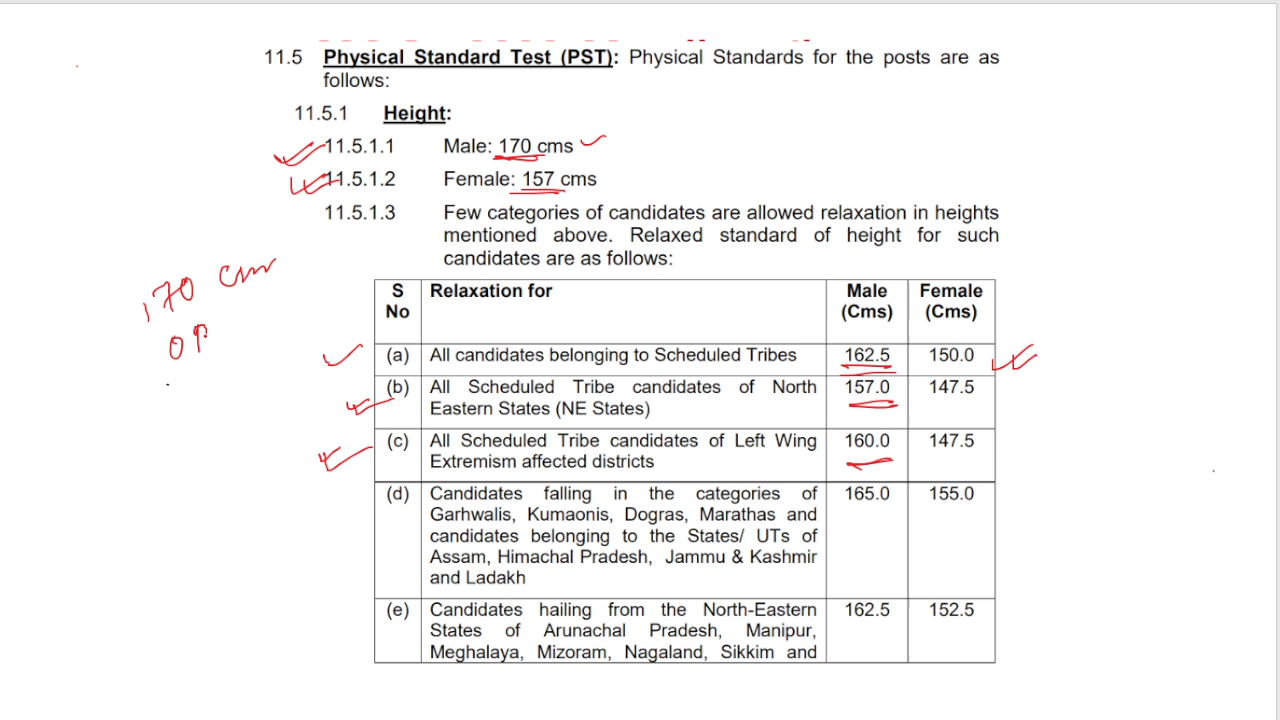 11.5 Physical Standard Test (PST): Physical Standards for the posts are as
follows:
11.5.1 Height:
11.5.1.1 Male: 170 cms
11.5.1.2 Female: 157 cms
11.5.1.3 Few categories of candidates are allowed relaxation in heights
mentioned above. Relaxed standard of height for such
candidates are as follows:
170 cm
S No Relaxation for Male (Cms) Female (Cms)
(a) All candidates belonging to Scheduled Tribes 162.5 150.0
(b) All Scheduled Tribe candidates of North 157.0 147.5
Eastern States (NE States)
(c) All Scheduled Tribe candidates of Left Wing 160.0 147.5
Extremism affected districts
(d) Candidates falling in the categories of 165.0 155.0
Garhwalis, Kumaonis, Dogras, Marathas and
candidates belonging to the States/ UTs of
Assam, Himachal Pradesh, Jammu & Kashmir
and Ladakh
(e) Candidates hailing from the North-Eastern 162.5 152.5
States of Arunachal Pradesh, Manipur,
Meghalaya, Mizoram, Nagaland, Sikkim and